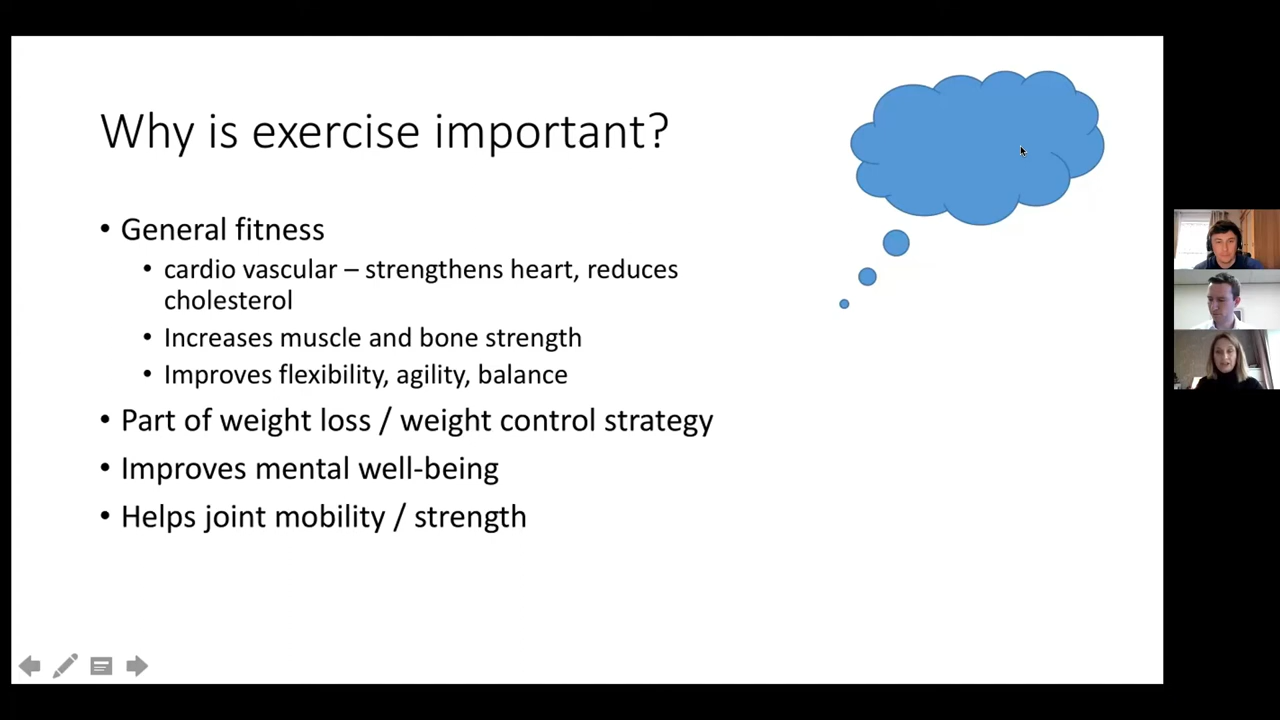 Why is exercise important?
• General fitness
• cardio vascular – strengthens heart, reduces
cholesterol
• Increases muscle and bone strength
• Improves flexibility, agility, balance
• Part of weight loss / weight control strategy
• Improves mental well-being
• Helps joint mobility / strength